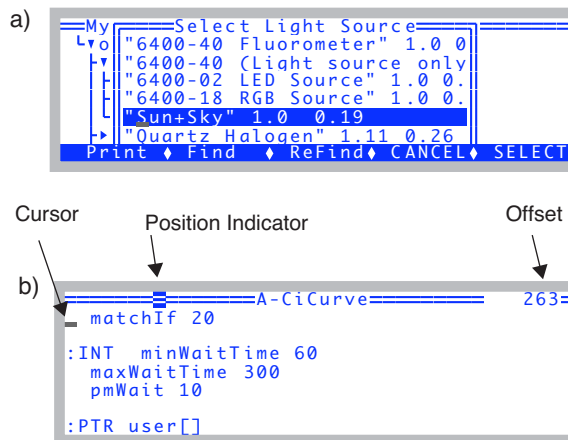 a)
My Select Light Source
o "6400-40 Fluorometer" 1.0 0
"6400-40 (Light source only
"6400-02 LED Source" 1.0 0.
"6400-18 RGB Source" 1.0 0.
"Sun+Sky" 1.0 0.19
"Quartz Halogen" 1.11 0.26
Print ♦ Find ♦ ReFind♦ CANCEL♦ SELECT
Cursor Position Indicator Offset
b)
A-CiCurve 263
matchIf 20
:INT minWaitTime 60
maxWaitTime 300
pmWait 10
:PTR user[]